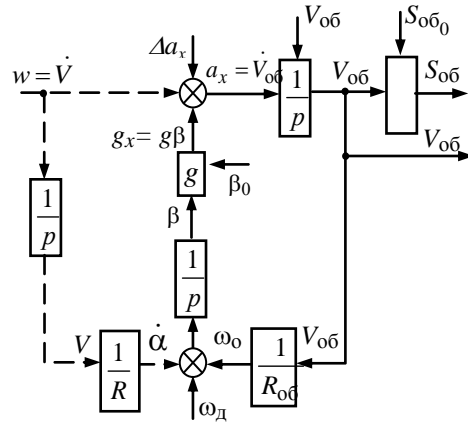 V_об
S_об₀
Δa_x
w = V̇
a_x = V̇_об
V_об
S_об
1/p
g_x = gβ
V_об
g
β₀
1/p
β
1/p
V
α̇
ω_о
V_об
1/R
1/R_об
ω_д